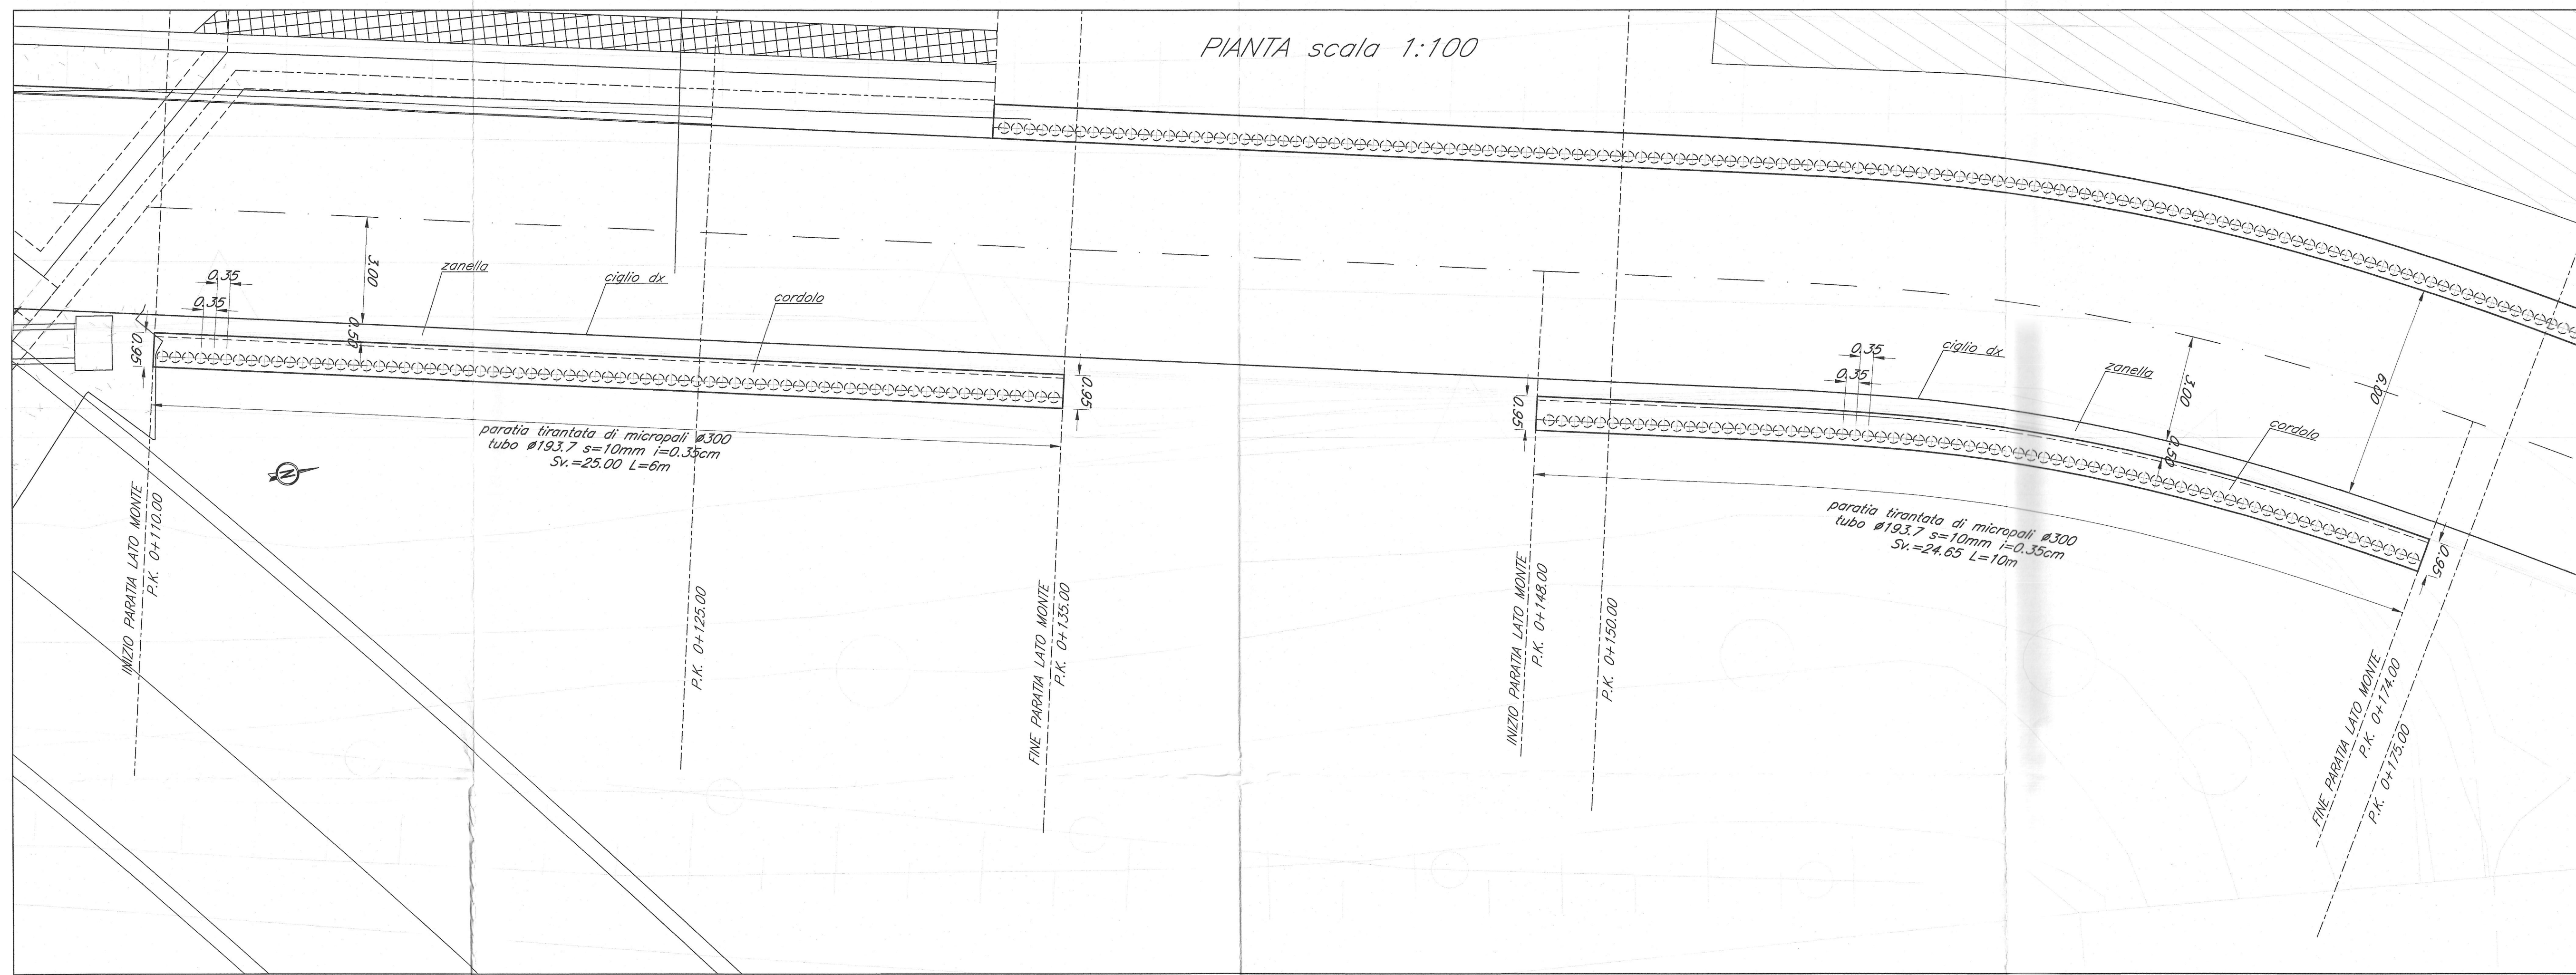 PIANTA scala 1:100
3.00
zanella
ciglio dx
cordolo
0.35
0.35
0.50
0.95
0.95
paratia tirantata di micropali ø300
tubo ø193.7 s=10mm i=0.35cm
Sv.=25.00 L=6m
N
INIZIO PARATIA LATO MONTE
P.K. 0+110.00
P.K. 0+125.00
FINE PARATIA LATO MONTE
P.K. 0+135.00
0.35
0.35
ciglio dx
zanella
3.00
6.00
cordolo
0.50
0.95
0.95
paratia tirantata di micropali ø300
tubo ø193.7 s=10mm i=0.35cm
Sv.=24.65 L=10m
INIZIO PARATIA LATO MONTE
P.K. 0+148.00
P.K. 0+150.00
FINE PARATIA LATO MONTE
P.K. 0+174.00
P.K. 0+175.00